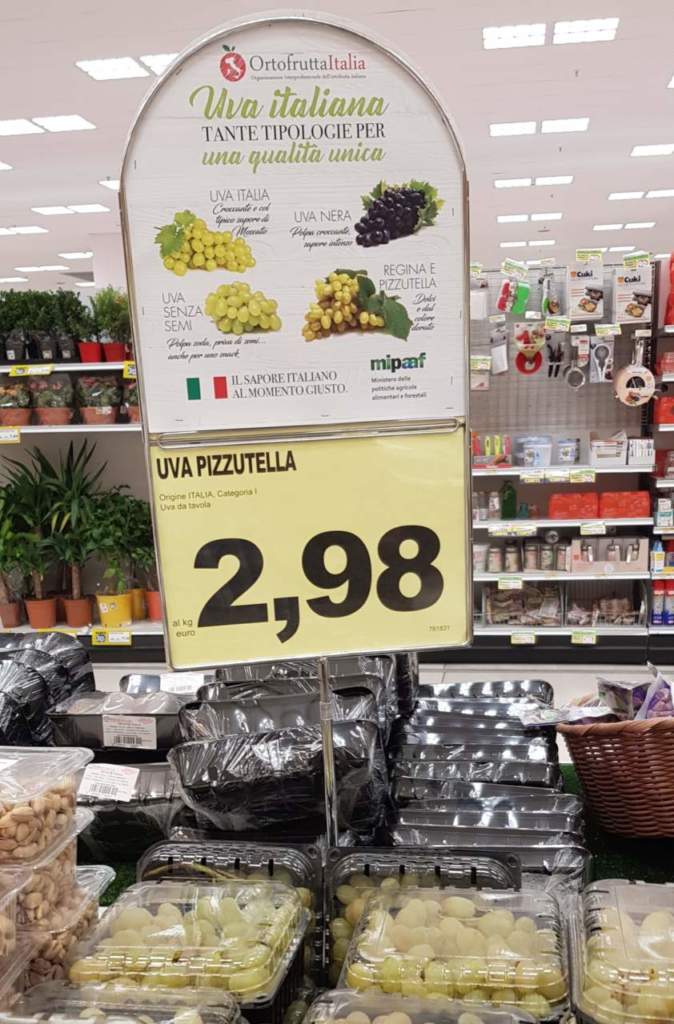 OrtofruttaItalia
Organizzazione Interprofessionale dell'ortofrutta italiana
Uva italiana
TANTE TIPOLOGIE PER
una qualità unica
UVA ITALIA
Croccante e col
tipico sapore di
Moscato
UVA NERA
Polpa croccante,
sapore intenso
UVA
SENZA
SEMI
Polpa soda, priva di semi...
anche per uno snack.
REGINA E
PIZZUTELLA
Dolci
e dal
colore
dorato
IL SAPORE ITALIANO
AL MOMENTO GIUSTO.
mipaaf
Ministero delle
politiche agricole
alimentari e forestali
UVA PIZZUTELLA
Origine ITALIA, Categoria I
Uva da tavola
2,98
al kg
euro
761831
Cuki
Cuki